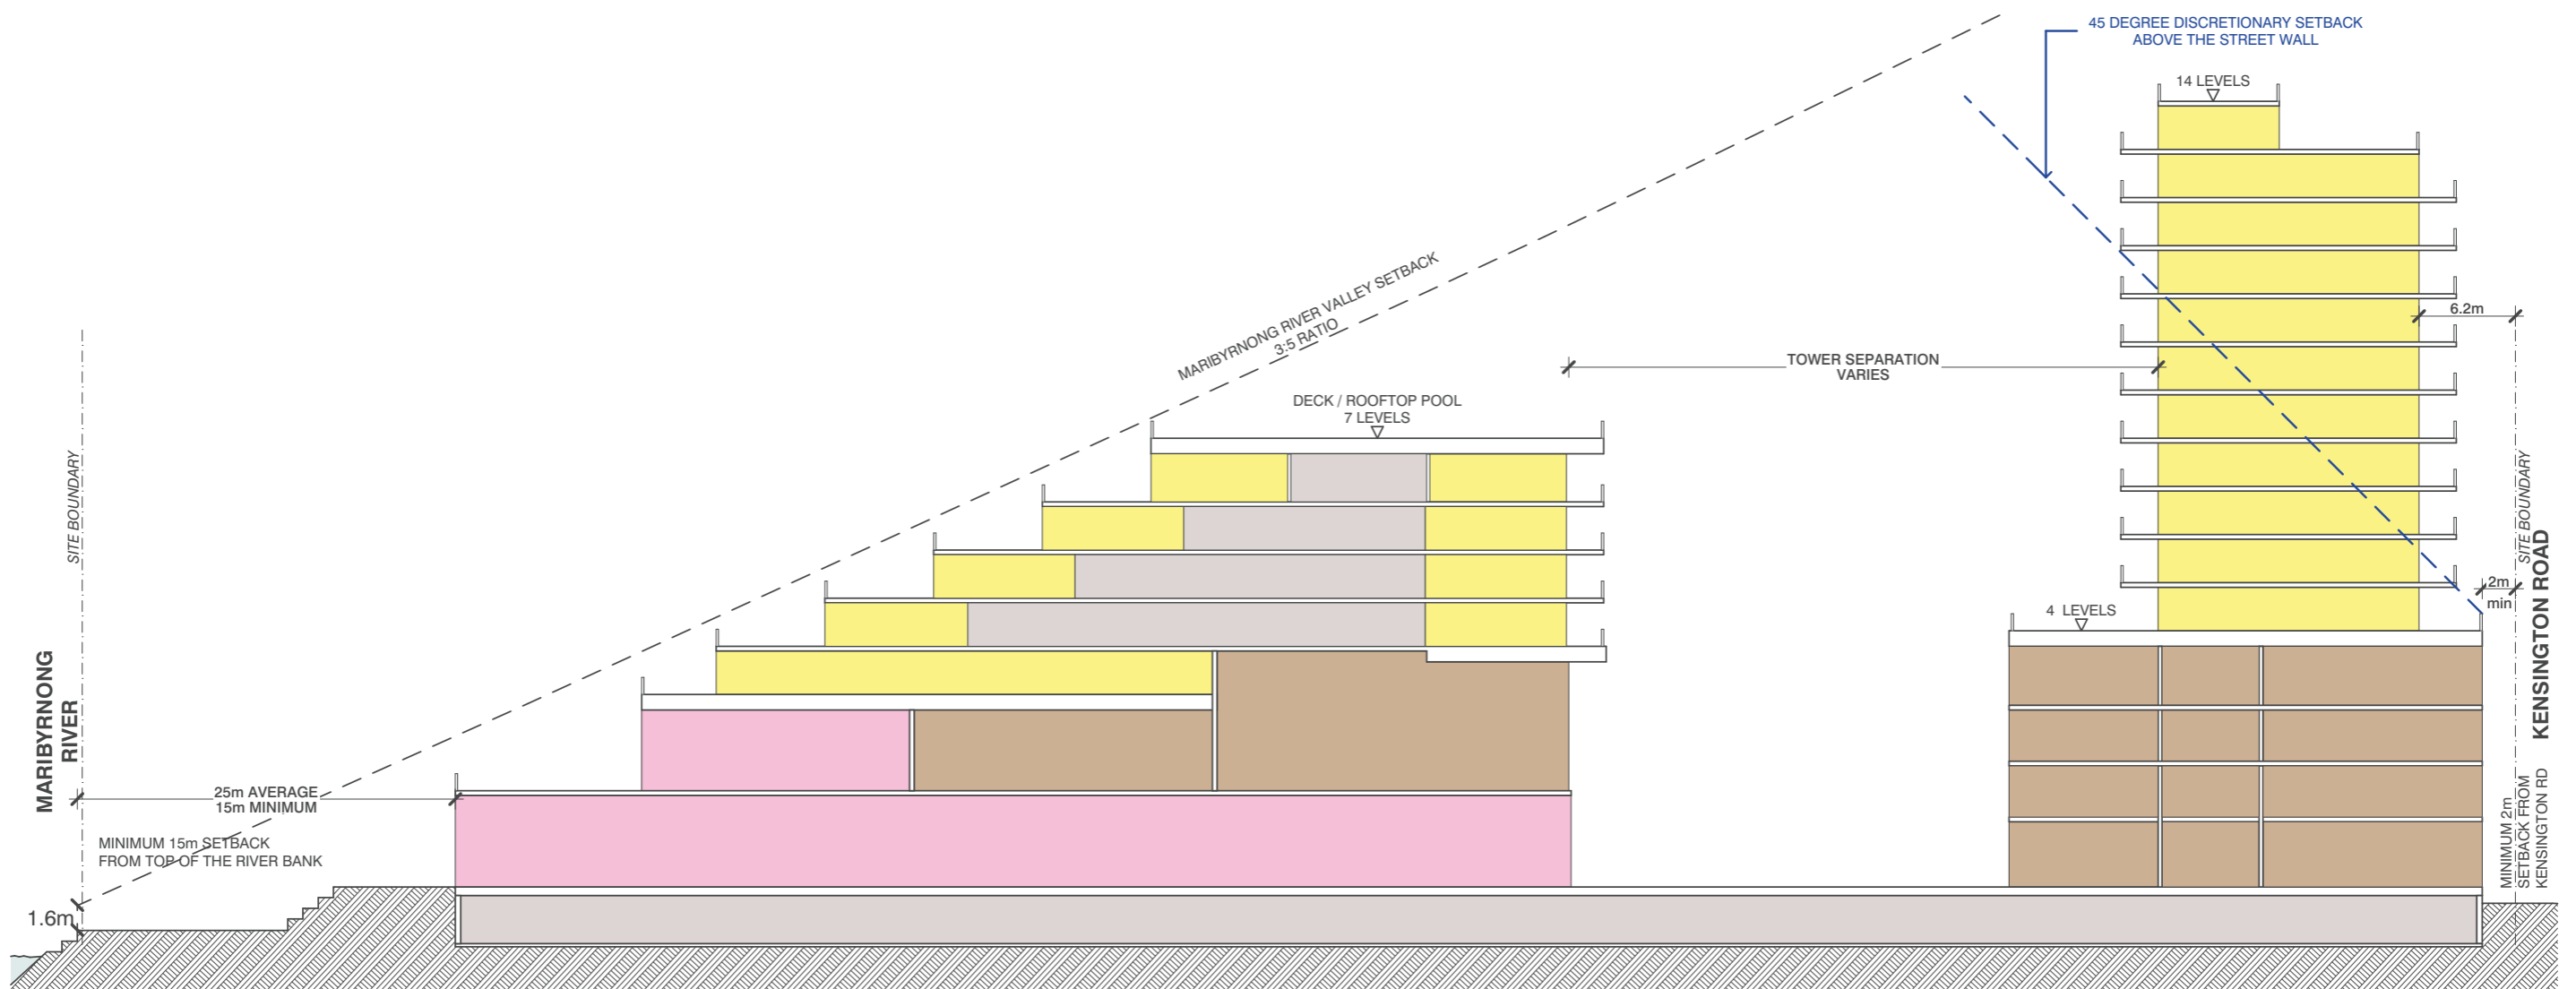 45 DEGREE DISCRETIONARY SETBACK
ABOVE THE STREET WALL
14 LEVELS
MARIBYRNONG RIVER VALLEY SETBACK
3:5 RATIO
6.2m
TOWER SEPARATION
VARIES
DECK / ROOFTOP POOL
7 LEVELS
SITE BOUNDARY
SITE BOUNDARY
KENSINGTON ROAD
2m
min
4 LEVELS
MARIBYRNONG
RIVER
25m AVERAGE
15m MINIMUM
MINIMUM 15m SETBACK
FROM TOP OF THE RIVER BANK
MINIMUM 2m
SETBACK FROM
KENSINGTON RD
1.6m